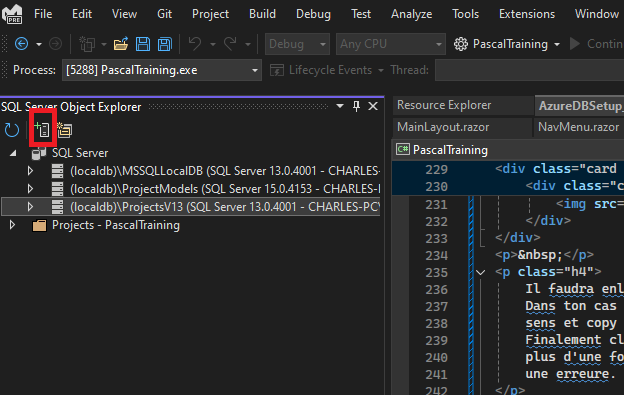 File Edit View Git Project Build Debug Test Analyze Tools Extensions Window
PRE
Debug Any CPU PascalTraining Contin
Process: [5288] PascalTraining.exe Lifecycle Events Thread:
SQL Server Object Explorer
Resource Explorer AzureDBSetup_
MainLayout.razor NavMenu.razor
SQL Server
(localdb)\MSSQLLocalDB (SQL Server 13.0.4001 - CHARLES-
(localdb)\ProjectModels (SQL Server 15.0.4153 - CHARLES-
(localdb)\ProjectsV13 (SQL Server 13.0.4001 - CHARLES-PC\
Projects - PascalTraining
C# PascalTraining
229 <div class="card
230 <div class="c
231 <img src=
232 </div>
233 </div>
234 <p>&nbsp;</p>
235 <p class="h4">
236 Il faudra enl
237 Dans ton cas
238 sens et copy
239 Finalement cl
240 plus d'une fo
241 une erreure.
242 </p>